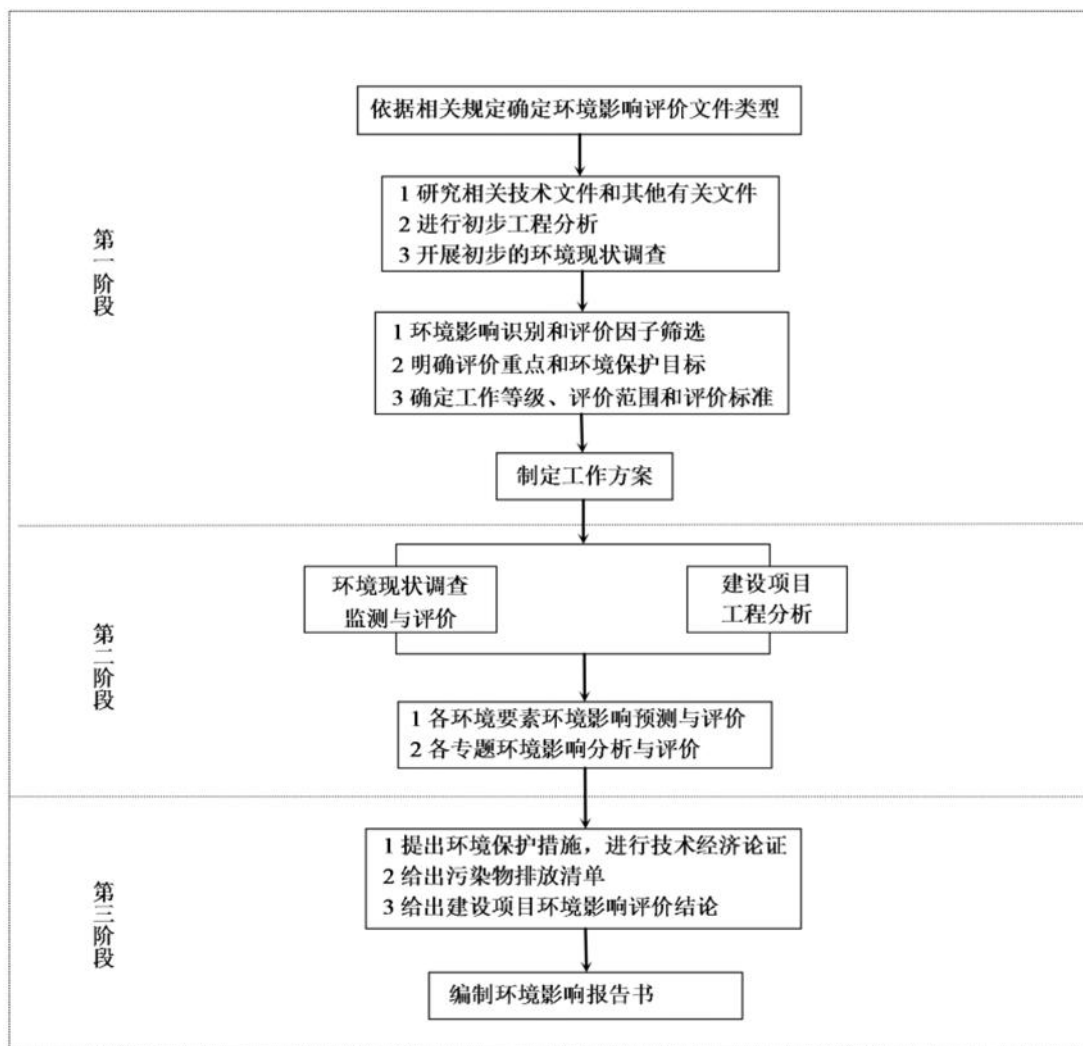 依据相关规定确定环境影响评价文件类型
1 研究相关技术文件和其他有关文件
2 进行初步工程分析
3 开展初步的环境现状调查
第一阶段
1 环境影响识别和评价因子筛选
2 明确评价重点和环境保护目标
3 确定工作等级、评价范围和评价标准
制定工作方案
环境现状调查
监测与评价
建设项目
工程分析
第二阶段
1 各环境要素环境影响预测与评价
2 各专题环境影响分析与评价
1 提出环境保护措施，进行技术经济论证
2 给出污染物排放清单
3 给出建设项目环境影响评价结论
第三阶段
编制环境影响报告书